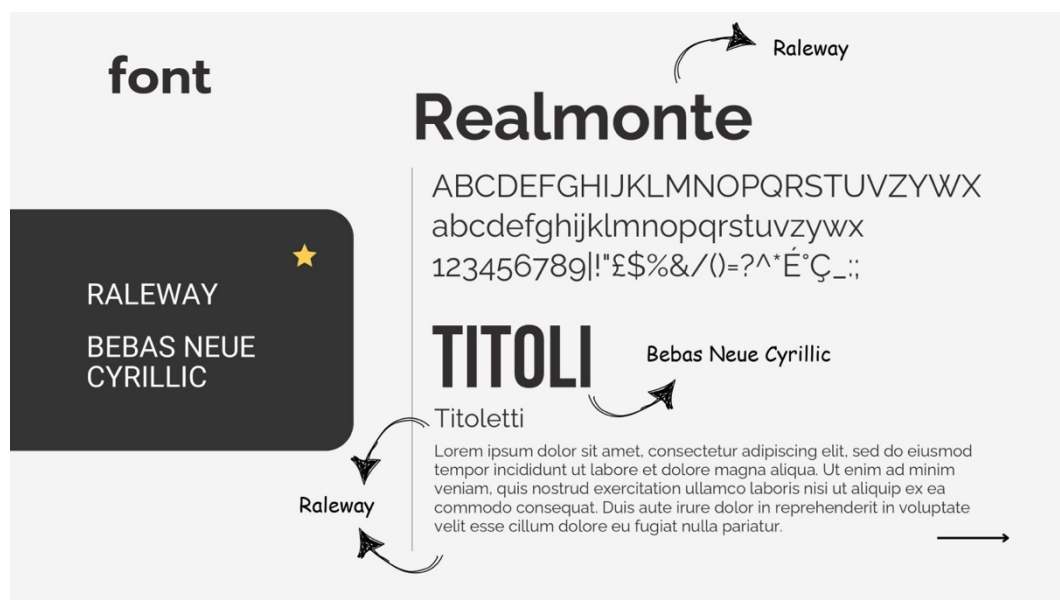 font
Raleway
Realmonte
ABCDEFGHIJKLMNOPQRSTUVZYWX
abcdefghijklmnopqrstuvzywx
123456789|!"£$%&/()=?^*É°Ç_:;
RALEWAY
BEBAS NEUE
CYRILLIC
TITOLI
Bebas Neue Cyrillic
Titoletti
Lorem ipsum dolor sit amet, consectetur adipiscing elit, sed do eiusmod
tempor incididunt ut labore et dolore magna aliqua. Ut enim ad minim
veniam, quis nostrud exercitation ullamco laboris nisi ut aliquip ex ea
commodo consequat. Duis aute irure dolor in reprehenderit in voluptate
velit esse cillum dolore eu fugiat nulla pariatur.
Raleway